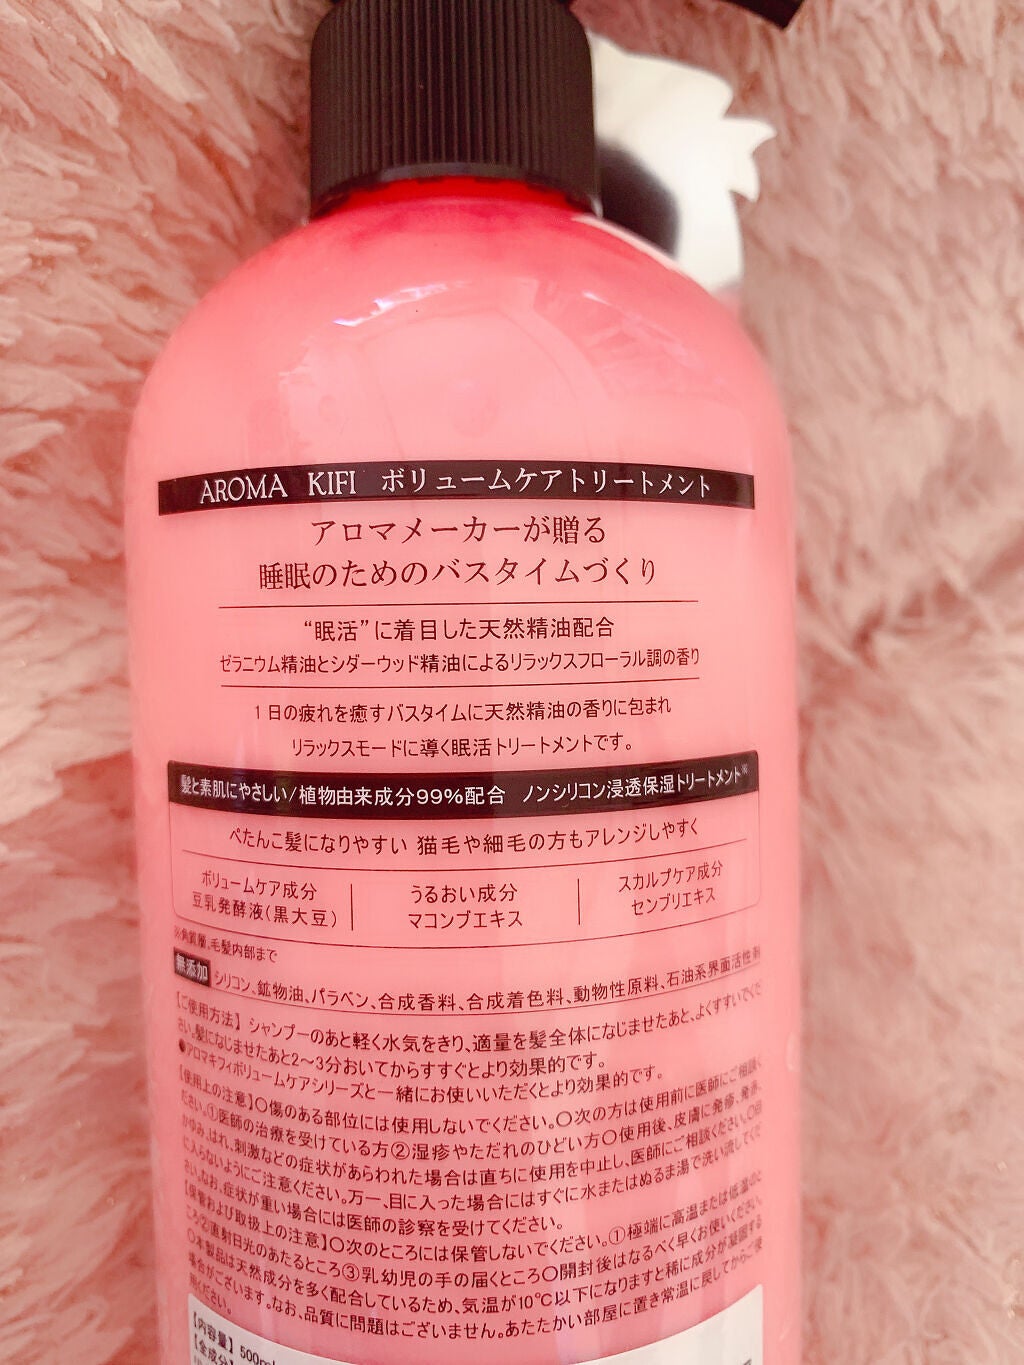 AROMA KIFI ボリュームケアトリートメント
アロマメーカーが贈る
睡眠のためのバスタイムづくり
“眠活”に着目した天然精油配合
ゼラニウム精油とシダーウッド精油によるリラックスフローラル調の香り
1日の疲れを癒すバスタイムに天然精油の香りに包まれ
リラックスモードに導く眠活トリートメントです。
髪と素肌にやさしい/植物由来成分99%配合 ノンシリコン浸透保湿トリートメント※
ぺたんこ髪になりやすい 猫毛や細毛の方もアレンジしやすく
ボリュームケア成分
豆乳発酵液(黒大豆)
うるおい成分
マコンブエキス
スカルプケア成分
センブリエキス
※角質層、毛髪内部まで
無添加 シリコン、鉱物油、パラベン、合成香料、合成着色料、動物性原料、石油系界面活性剤
【ご使用方法】シャンプーのあと軽く水気をきり、適量を髪全体になじませたあと、よくすすいでくだ
さい。髪になじませたあと2〜3分おいてからすすぐとより効果的です。
●アロマキフィボリュームケアシリーズと一緒にお使いいただくとより効果的です。
【使用上の注意】○傷のある部位には使用しないでください。○次の方は使用前に医師にご相談く
ださい。①医師の治療を受けている方②湿疹やただれのひどい方○使用後、皮膚に発疹、発赤、
かゆみ、はれ、刺激などの症状があらわれた場合は直ちに使用を中止し、医師にご相談ください。○目
に入らないようにご注意ください。万一、目に入った場合にはすぐに水またはぬるま湯で洗い流してくだ
さい。なお、症状が重い場合には医師の診察を受けてください。
【保管および取扱上の注意】○次のところには保管しないでください。①極端に高温または低温のと
ころ②直射日光のあたるところ③乳幼児の手の届くところ○開封後はなるべく早くお使いください。
○本製品は天然成分を多く配合しているため、気温が10℃以下になりますと稀に成分が凝固する
場合がございます。なお、品質に問題はございません。あたたかい部屋に置き常温に戻してからご使
用ください。
【内容量】500ml
【全成分】